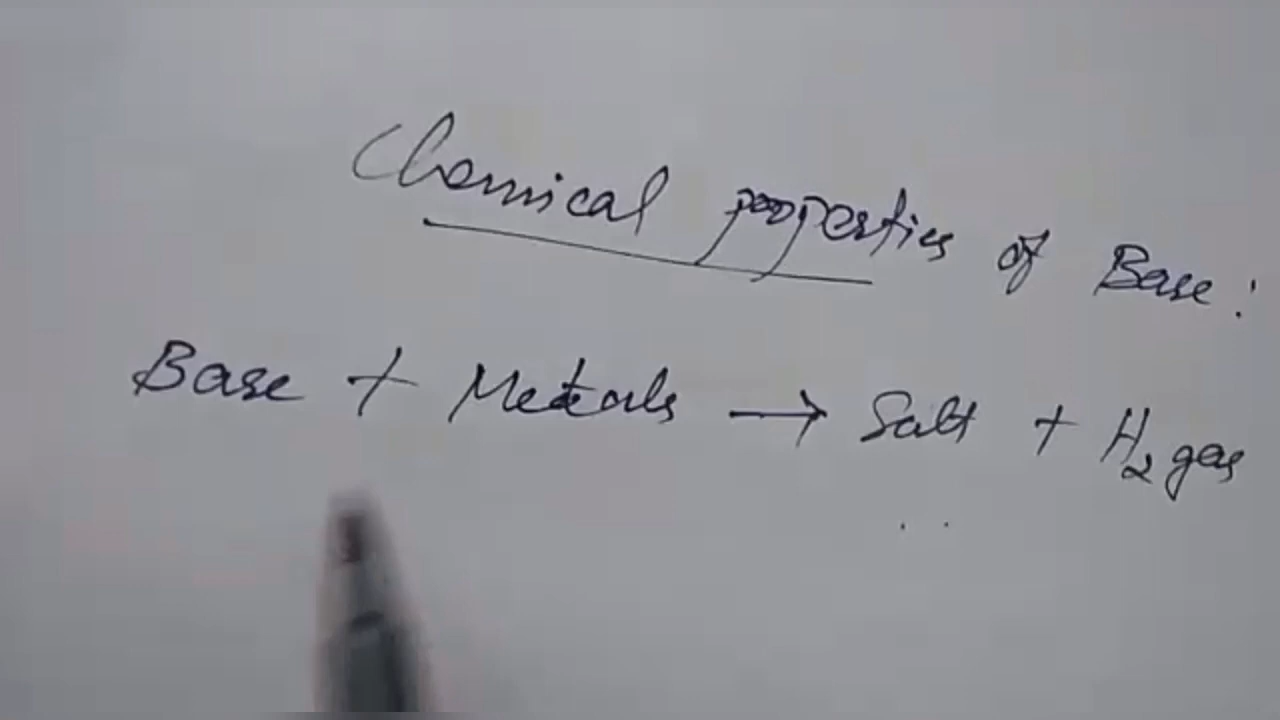 Chemical properties of Base:
Base + Metals → Salt + H₂ gas